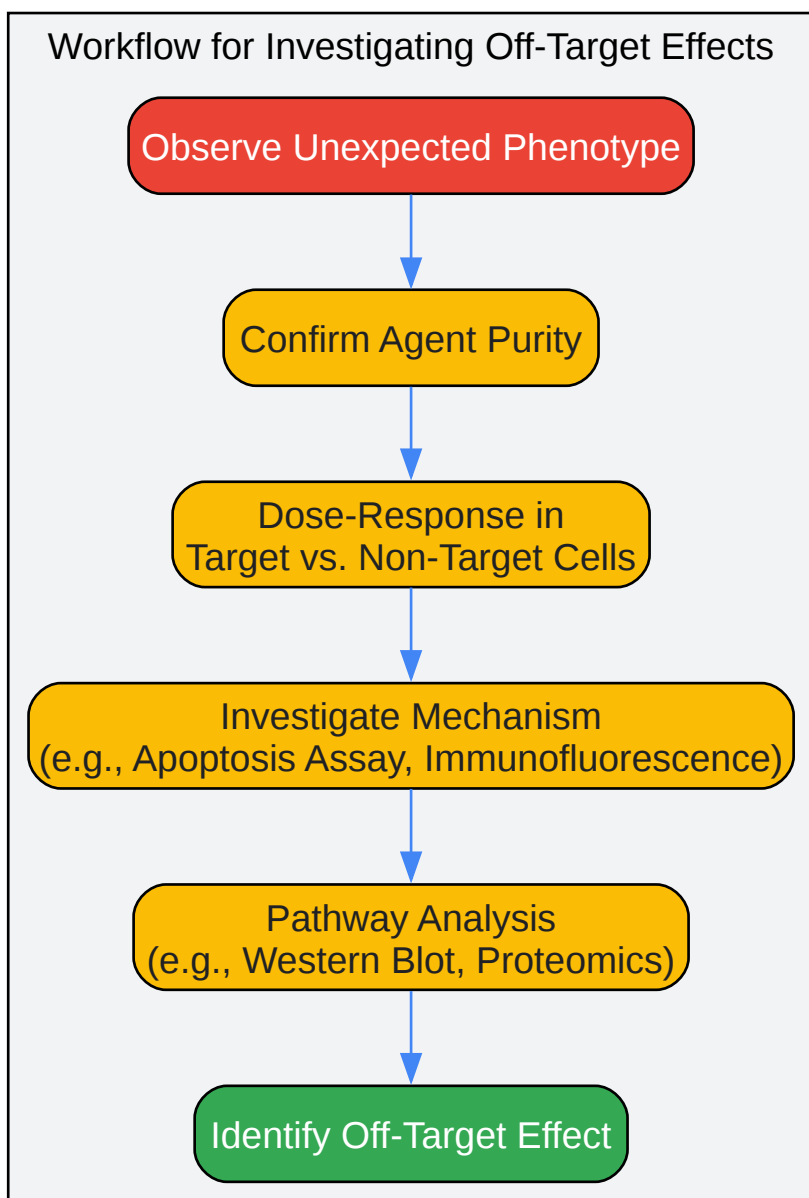 Workflow for Investigating Off-Target Effects
Observe Unexpected Phenotype
Confirm Agent Purity
Dose-Response in
Target vs. Non-Target Cells
Investigate Mechanism
(e.g., Apoptosis Assay, Immunofluorescence)
Pathway Analysis
(e.g., Western Blot, Proteomics)
Identify Off-Target Effect